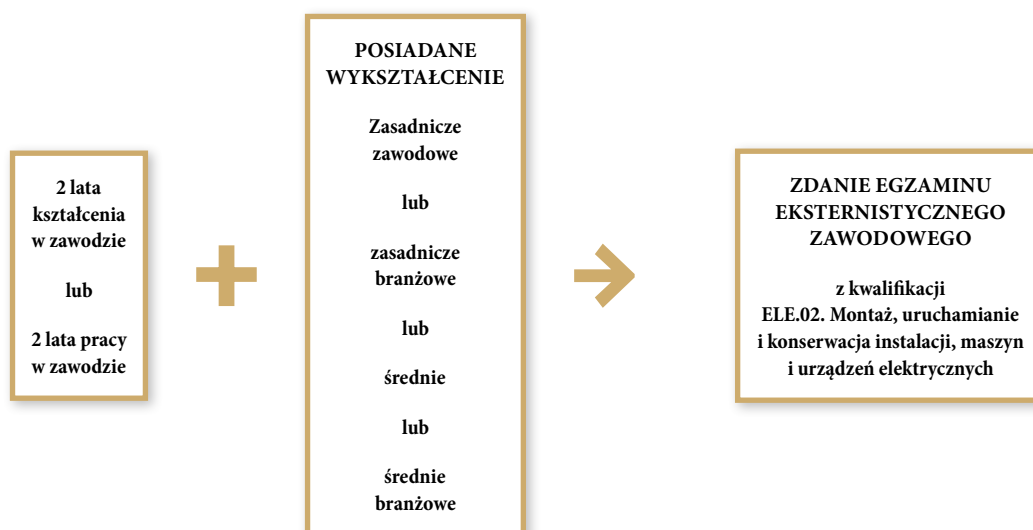 2 lata
kształcenia
w zawodzie
lub
2 lata pracy
w zawodzie
POSIADANE
WYKSZTAŁCENIE
Zasadnicze
zawodowe
lub
zasadnicze
branżowe
lub
średnie
lub
średnie
branżowe
ZDANIE EGZAMINU
EKSTERNISTYCZNEGO
ZAWODOWEGO
z kwalifikacji
ELE.02. Montaż, uruchamianie
i konserwacja instalacji, maszyn
i urządzeń elektrycznych